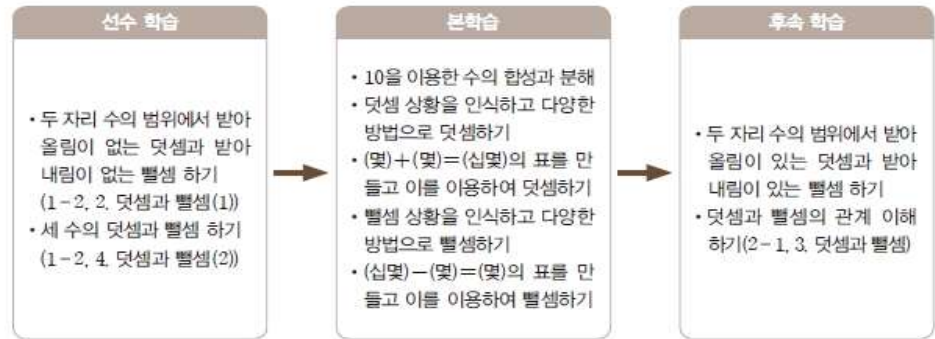 선수 학습
• 두 자리 수의 범위에서 받아
올림이 없는 덧셈과 받아
내림이 없는 뺄셈 하기
(1-2, 2. 덧셈과 뺄셈(1))
• 세 수의 덧셈과 뺄셈 하기
(1-2, 4. 덧셈과 뺄셈(2))
본학습
• 10을 이용한 수의 합성과 분해
• 덧셈 상황을 인식하고 다양한
방법으로 덧셈하기
• (몇)+(몇)=(십몇)의 표를 만
들고 이를 이용하여 덧셈하기
• 뺄셈 상황을 인식하고 다양한
방법으로 뺄셈하기
• (십몇)-(몇)=(몇)의 표를 만
들고 이를 이용하여 뺄셈하기
후속 학습
• 두 자리 수의 범위에서 받아
올림이 있는 덧셈과 받아
내림이 있는 뺄셈 하기
• 덧셈과 뺄셈의 관계 이해
하기(2-1, 3. 덧셈과 뺄셈)